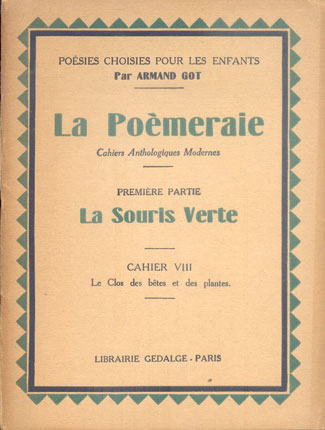 POÉSIES CHOISIES POUR LES ENFANTS
Par ARMAND GOT
La Poèmeraie
Cahiers Anthologiques Modernes
PREMIÈRE PARTIE
La Souris Verte
CAHIER VIII
Le Clos des bêtes et des plantes.
LIBRAIRIE GEDALGE - PARIS